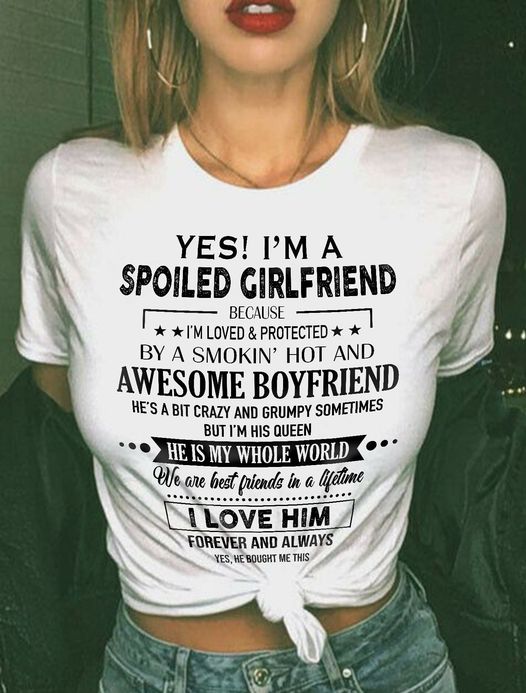 YES! I'M A
SPOILED GIRLFRIEND
BECAUSE
★ ★ I'M LOVED & PROTECTED ★ ★
BY A SMOKIN' HOT AND
AWESOME BOYFRIEND
HE'S A BIT CRAZY AND GRUMPY SOMETIMES
BUT I'M HIS QUEEN
HE IS MY WHOLE WORLD
We are best friends in a lifetime
I LOVE HIM
FOREVER AND ALWAYS
YES, HE BOUGHT ME THIS